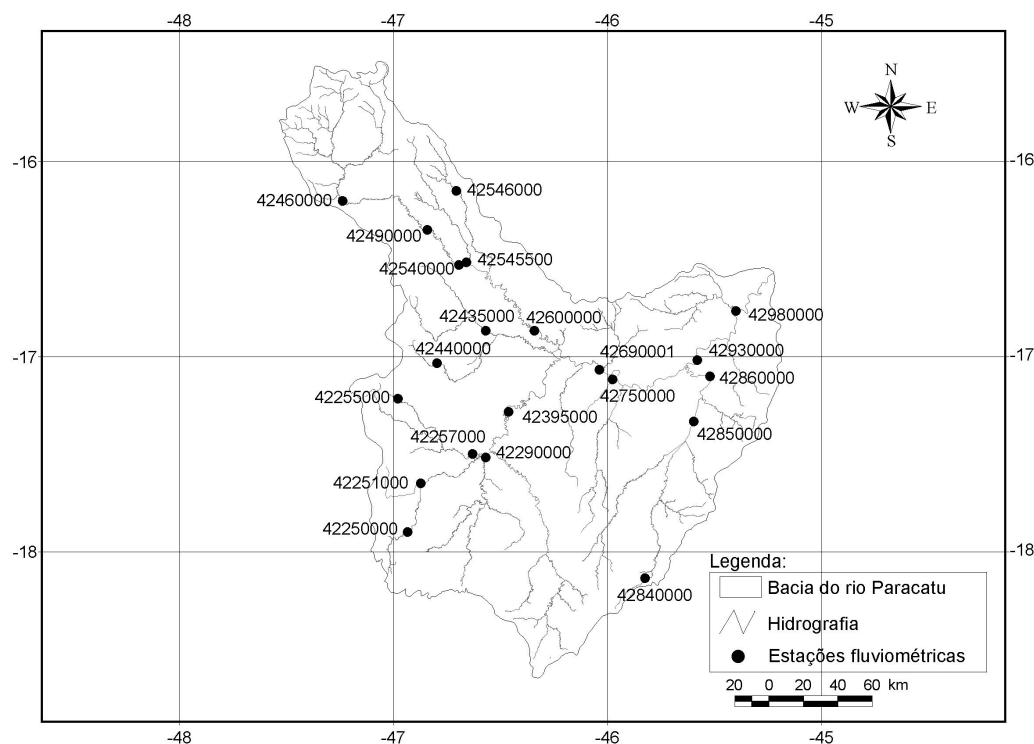 -48 -47 -46 -45
N
W E
S
-16 -16
42546000
42460000
42490000
42545500
42540000
42435000 42600000
42980000
42440000 42690001 42930000
-17 -17
42860000
42255000 42750000
42395000
42257000 42850000
42290000
42251000
42250000
-18 -18
Legenda:
42840000 Bacia do rio Paracatu
Hidrografia
Estações fluviométricas
20 0 20 40 60 km
-48 -47 -46 -45